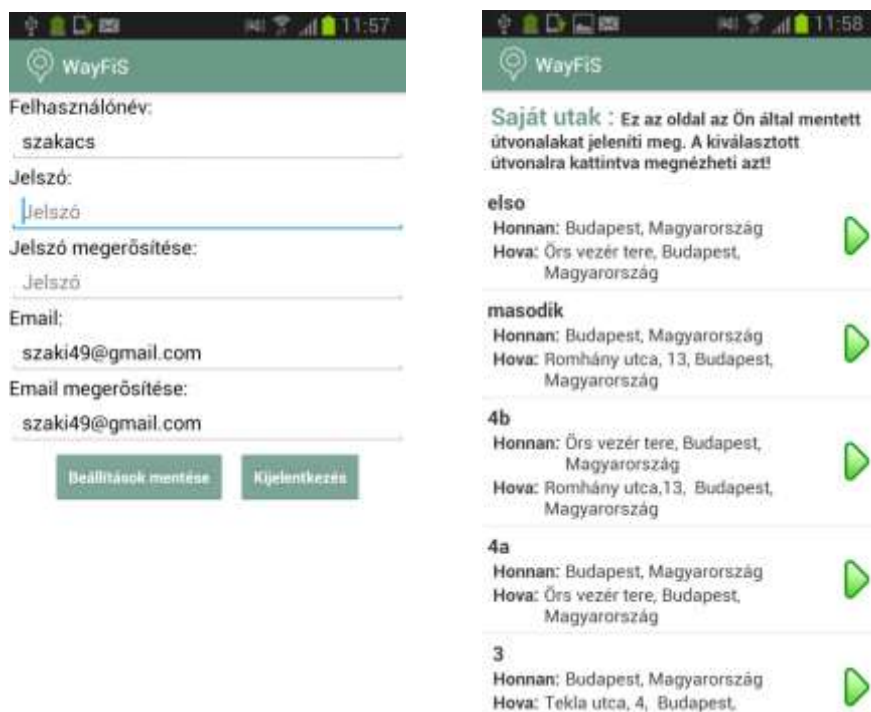 11:57
WayFiS
Felhasználónév:
szakacs
Jelszó:
Jelszó
Jelszó megerősítése:
Jelszó
Email:
szaki49@gmail.com
Email megerősítése:
szaki49@gmail.com
Beállítások mentése
Kijelentkezés
11:58
WayFiS
Saját utak : Ez az oldal az Ön által mentett
útvonalakat jeleníti meg. A kiválasztott
útvonalra kattintva megnézheti azt!
elso
Honnan: Budapest, Magyarország
Hova: Örs vezér tere, Budapest,
Magyarország
masodik
Honnan: Budapest, Magyarország
Hova: Romhány utca, 13, Budapest,
Magyarország
4b
Honnan: Örs vezér tere, Budapest,
Magyarország
Hova: Romhány utca,13, Budapest,
Magyarország
4a
Honnan: Budapest, Magyarország
Hova: Örs vezér tere, Budapest,
Magyarország
3
Honnan: Budapest, Magyarország
Hova: Tekla utca, 4, Budapest,